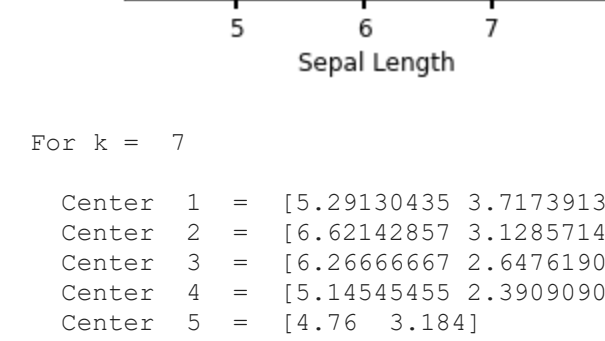 5 6 7
Sepal Length
For k =  7
Center  1  =  [5.29130435 3.7173913
Center  2  =  [6.62142857 3.1285714
Center  3  =  [6.26666667 2.6476190
Center  4  =  [5.14545455 2.3909090
Center  5  =  [4.76  3.184]